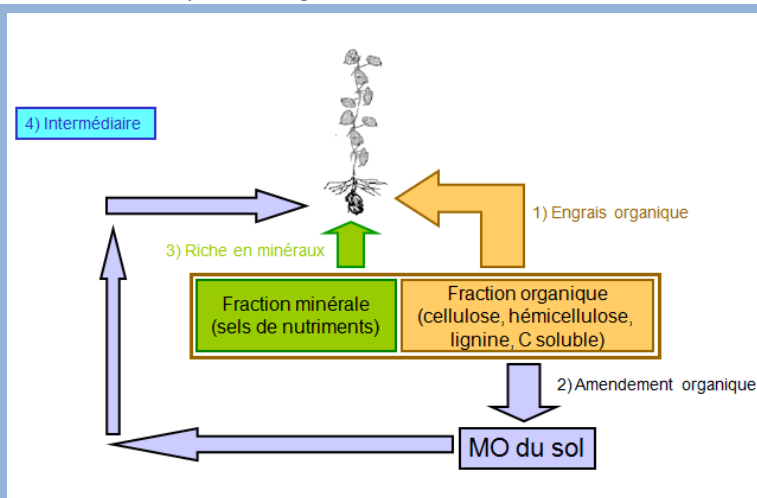 4) Intermédiaire
1) Engrais organique
3) Riche en minéraux
Fraction minérale
(sels de nutriments)
Fraction organique
(cellulose, hémicellulose,
lignine, C soluble)
2) Amendement organique
MO du sol